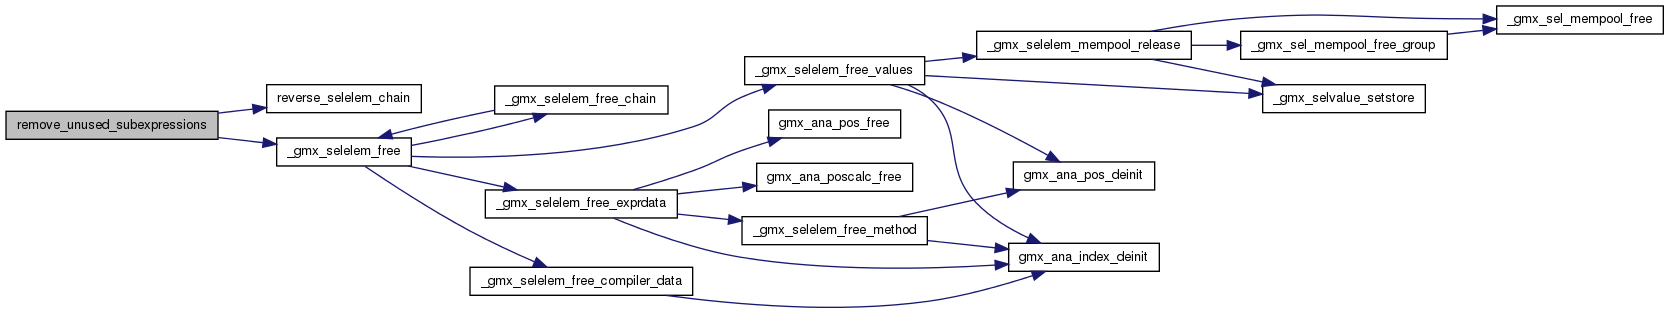 remove_unused_subexpressions
reverse_selelem_chain
_gmx_selelem_free
_gmx_selelem_free_chain
_gmx_selelem_free_exprdata
_gmx_selelem_free_compiler_data
_gmx_selelem_free_values
gmx_ana_pos_free
gmx_ana_poscalc_free
_gmx_selelem_free_method
_gmx_selelem_mempool_release
gmx_ana_pos_deinit
gmx_ana_index_deinit
_gmx_sel_mempool_free_group
_gmx_selvalue_setstore
_gmx_sel_mempool_free